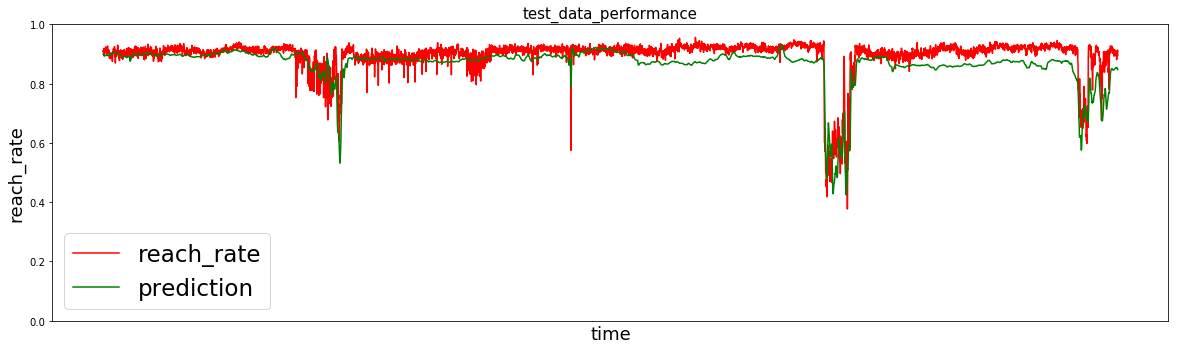 test_data_performance
1.0
0.8
0.6
0.4
0.2
0.0
reach_rate
reach_rate
prediction
time